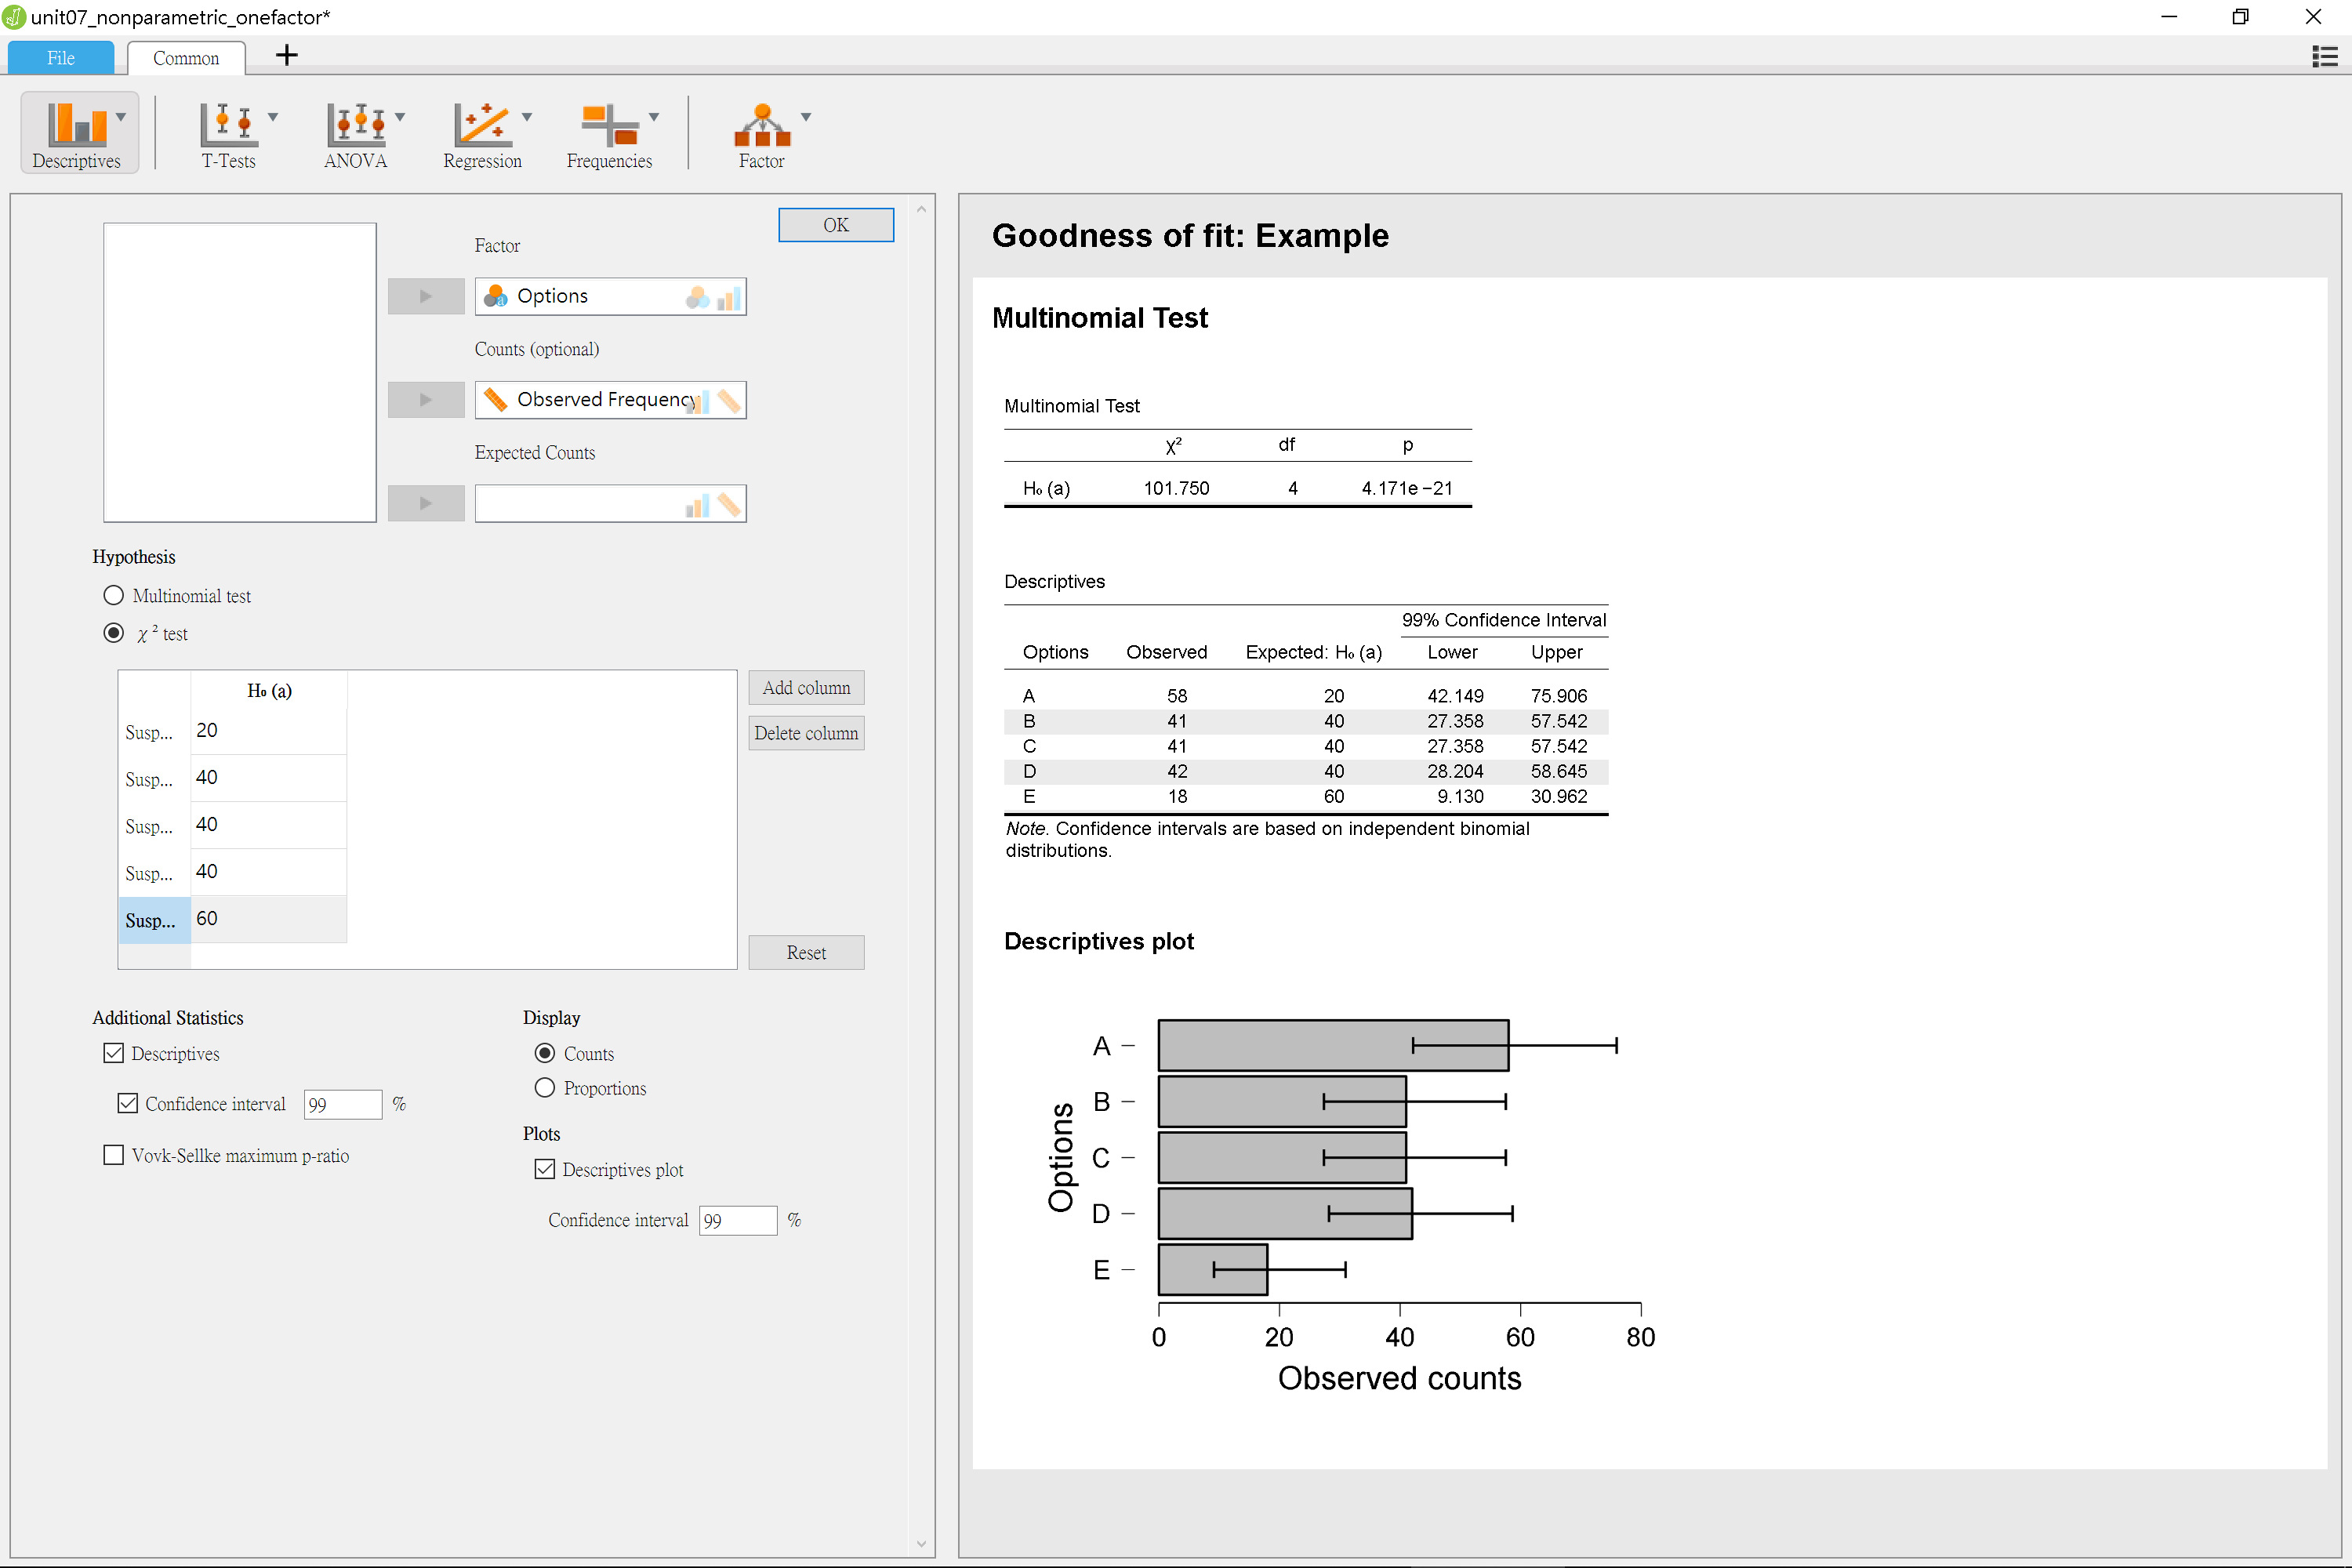 unit07_nonparametric_onefactor*
File
Common
+
Descriptives
T-Tests
ANOVA
Regression
Frequencies
Factor
OK
Factor
Options
Counts (optional)
Observed Frequency
Expected Counts
Hypothesis
Multinomial test
χ² test
H₀ (a)
Susp... 20
Susp... 40
Susp... 40
Susp... 40
Susp... 60
Add column
Delete column
Reset
Additional Statistics
Descriptives
Confidence interval 99 %
Vovk-Sellke maximum p-ratio
Display
Counts
Proportions
Plots
Descriptives plot
Confidence interval 99 %
Goodness of fit: Example
Multinomial Test
Multinomial Test
χ² df p
H₀ (a) 101.750 4 4.171e −21
Descriptives
99% Confidence Interval
Options Observed Expected: H₀ (a) Lower Upper
A 58 20 42.149 75.906
B 41 40 27.358 57.542
C 41 40 27.358 57.542
D 42 40 28.204 58.645
E 18 60 9.130 30.962
Note. Confidence intervals are based on independent binomial
distributions.
Descriptives plot
Options
A
B
C
D
E
0 20 40 60 80
Observed counts